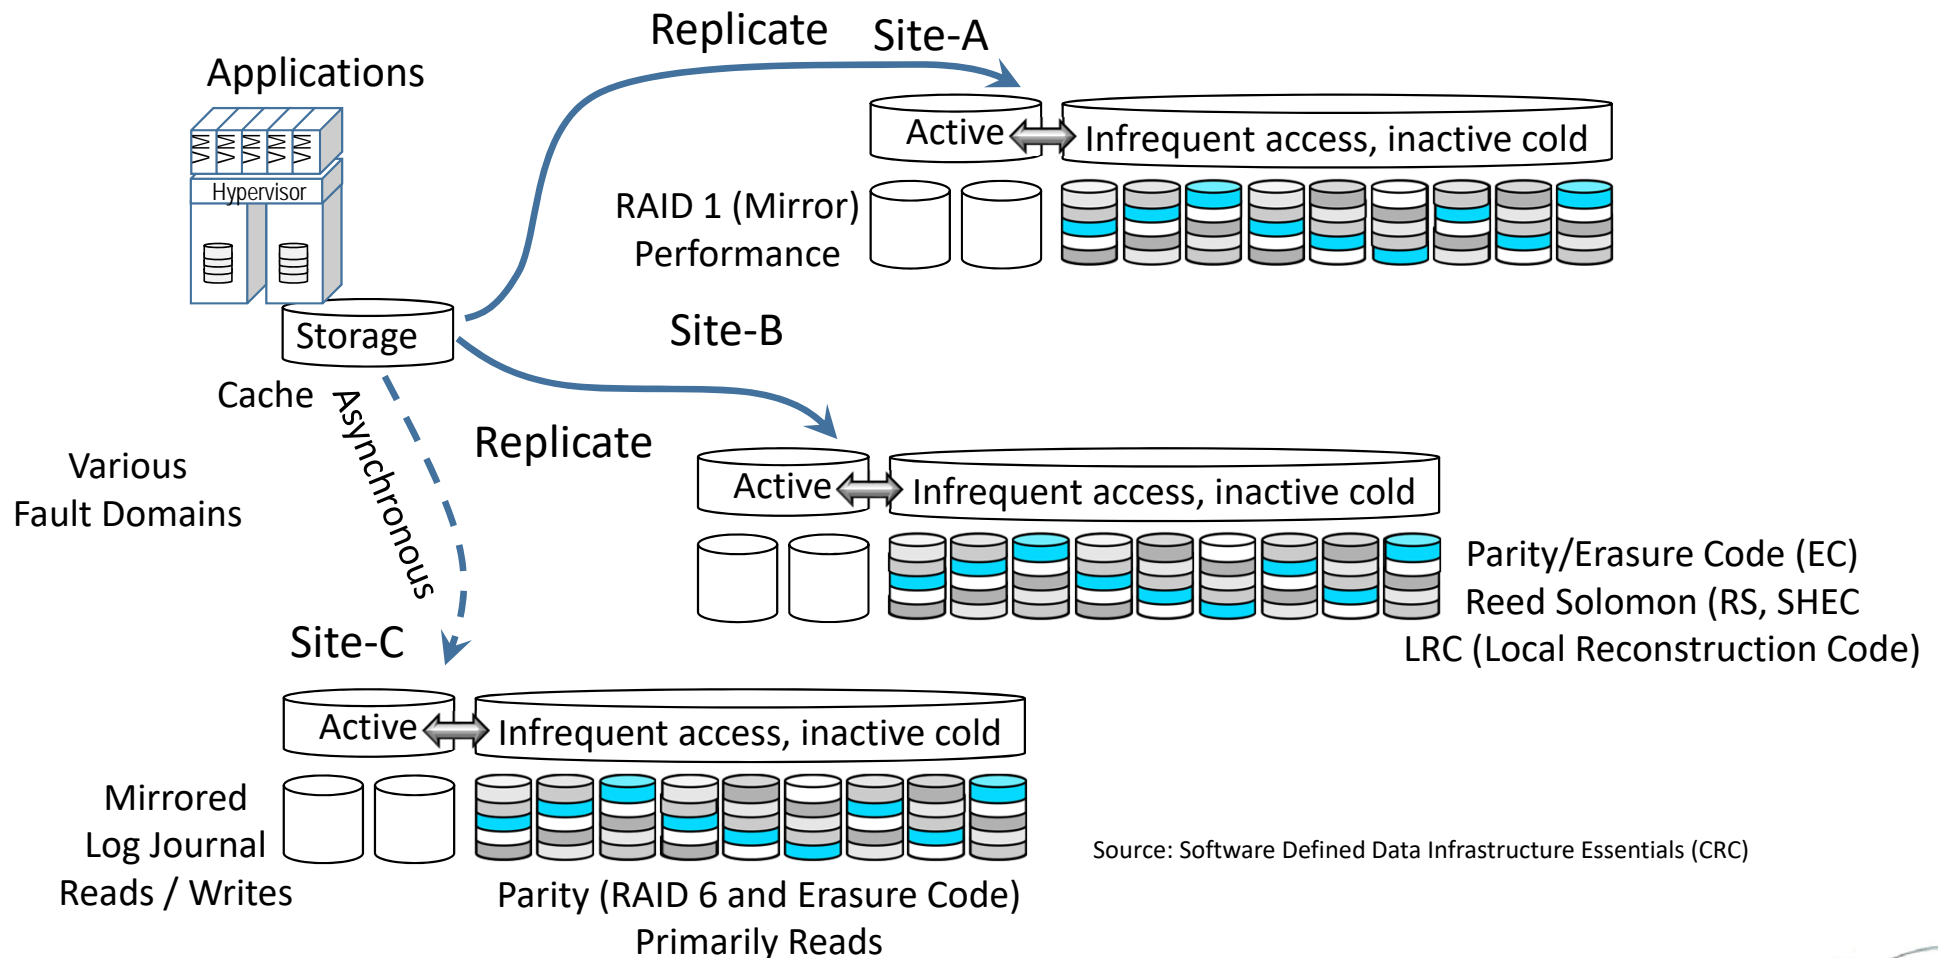 Replicate
Site-A
Applications
VM VM VM VM VM
Hypervisor
Active
Infrequent access, inactive cold
RAID 1 (Mirror)
Performance
Storage
Site-B
Cache
Asynchronous
Replicate
Various
Fault Domains
Active
Infrequent access, inactive cold
Parity/Erasure Code (EC)
Reed Solomon (RS, SHEC
LRC (Local Reconstruction Code)
Site-C
Active
Infrequent access, inactive cold
Mirrored
Log Journal
Reads / Writes
Source: Software Defined Data Infrastructure Essentials (CRC)
Parity (RAID 6 and Erasure Code)
Primarily Reads